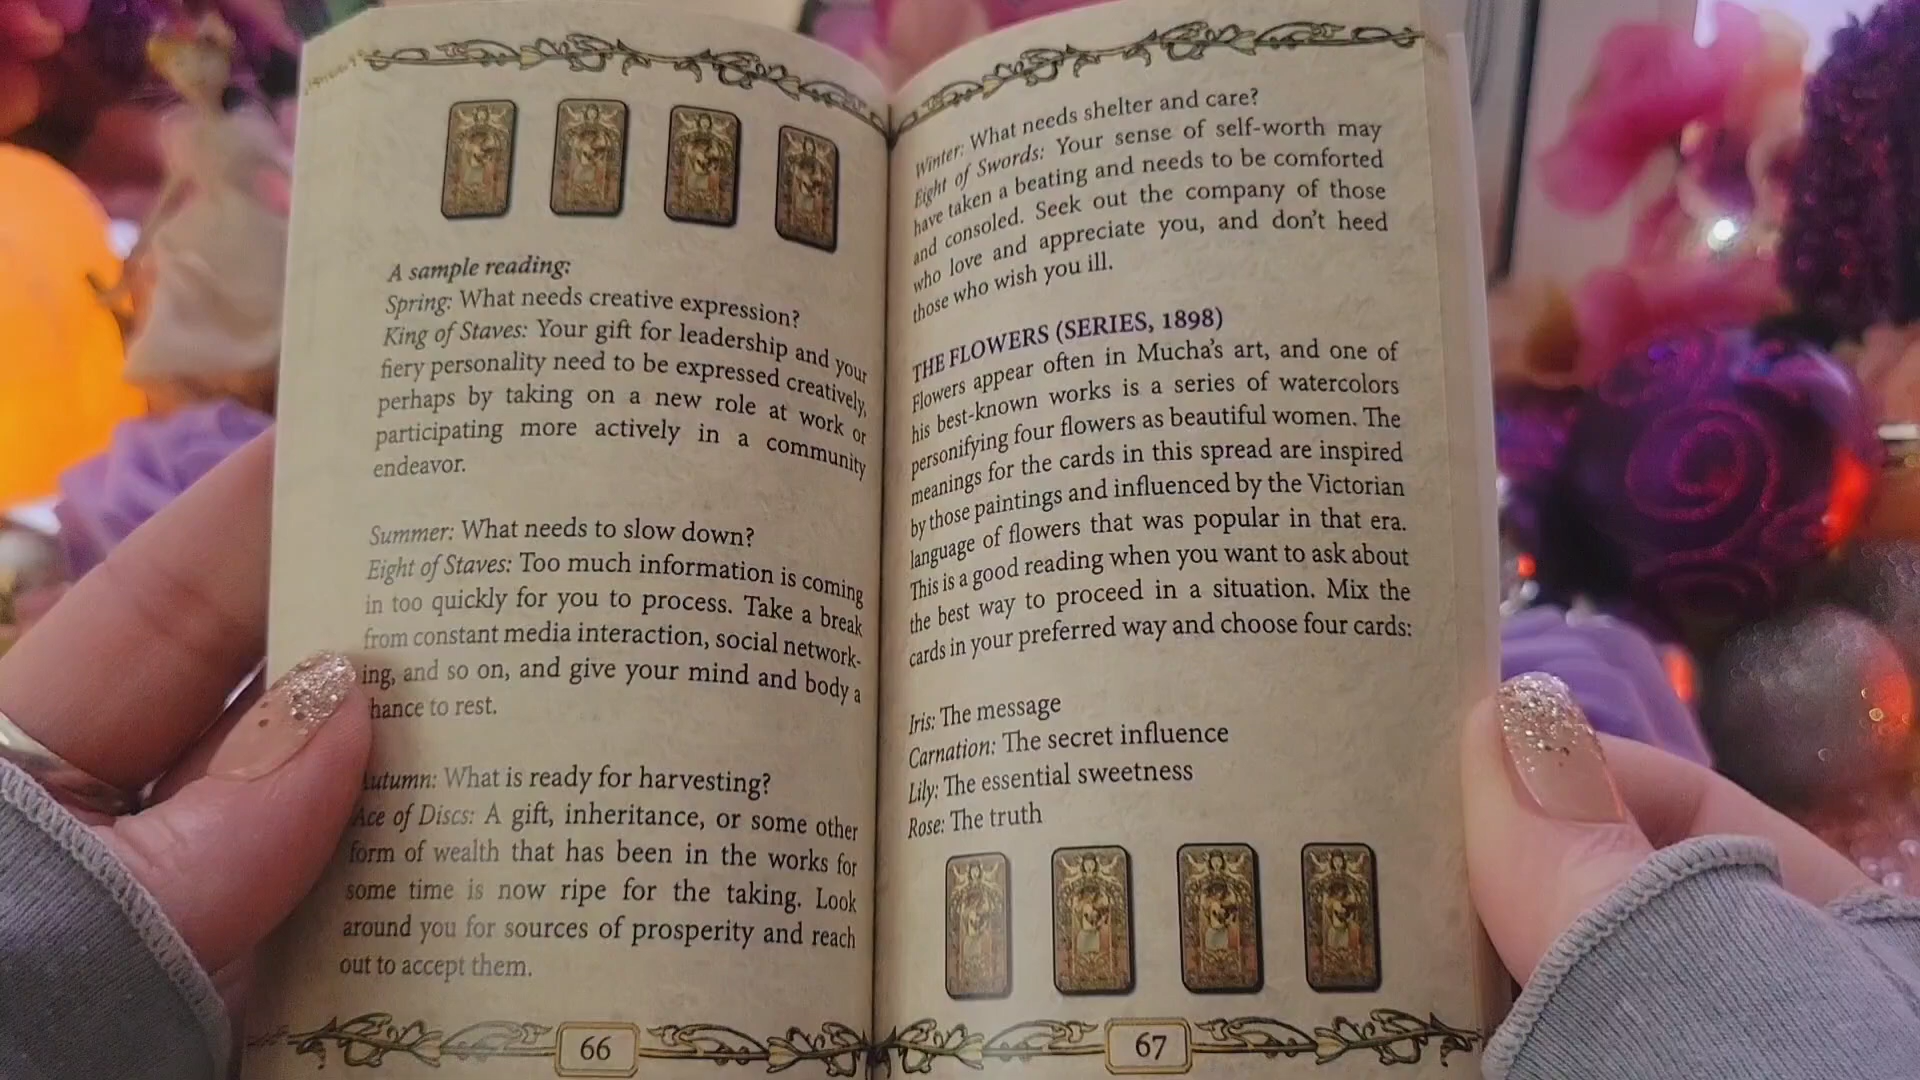 A sample reading:
Spring: What needs creative expression?
King of Staves: Your gift for leadership and your
fiery personality need to be expressed creatively,
perhaps by taking on a new role at work or
participating more actively in a community
endeavor.
Summer: What needs to slow down?
Eight of Staves: Too much information is coming
in too quickly for you to process. Take a break
from constant media interaction, social network-
ing, and so on, and give your mind and body a
hance to rest.
Autumn: What is ready for harvesting?
Ace of Discs: A gift, inheritance, or some other
form of wealth that has been in the works for
some time is now ripe for the taking. Look
around you for sources of prosperity and reach
out to accept them.
66
Winter: What needs shelter and care?
Eight of Swords: Your sense of self-worth may
have taken a beating and needs to be comforted
and consoled. Seek out the company of those
who love and appreciate you, and don't heed
those who wish you ill.
THE FLOWERS (SERIES, 1898)
Flowers appear often in Mucha's art, and one of
his best-known works is a series of watercolors
personifying four flowers as beautiful women. The
meanings for the cards in this spread are inspired
by those paintings and influenced by the Victorian
language of flowers that was popular in that era.
This is a good reading when you want to ask about
the best way to proceed in a situation. Mix the
cards in your preferred way and choose four cards:
Iris: The message
Carnation: The secret influence
Lily: The essential sweetness
Rose: The truth
67